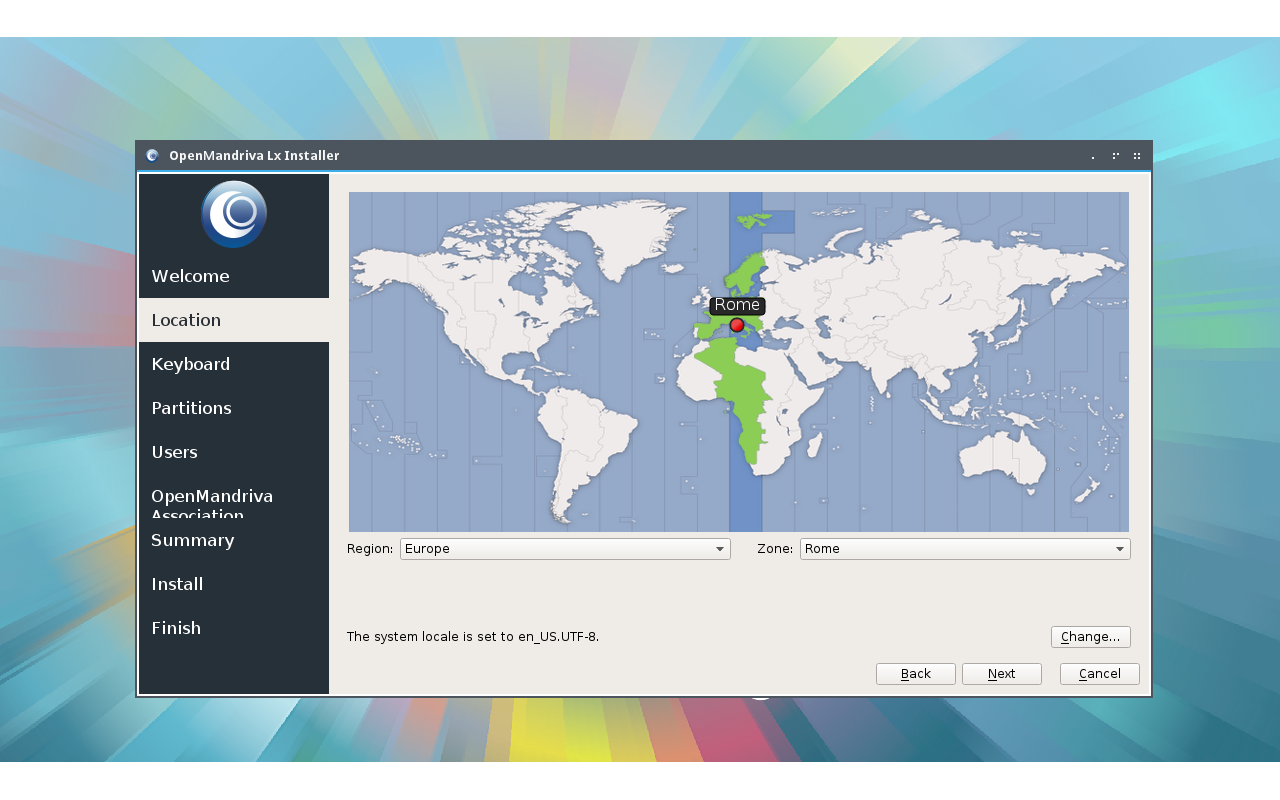 OpenMandriva Lx Installer
Welcome
Location
Keyboard
Partitions
Users
OpenMandriva
Association
Summary
Install
Finish
Rome
Region: Europe Zone: Rome
The system locale is set to en_US.UTF-8. Change...
Back Next Cancel